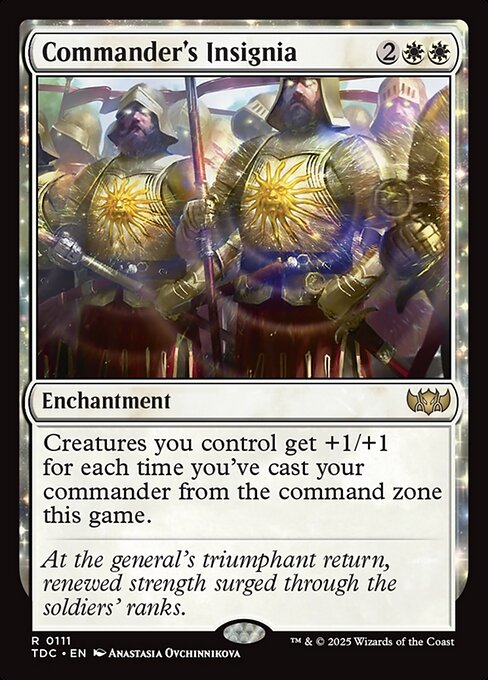 Commander's Insignia 2
Enchantment
Creatures you control get +1/+1
for each time you've cast your
commander from the command zone
this game.
At the general's triumphant return,
renewed strength surged through the
soldiers' ranks.
R 0111
TDC • EN Anastasia Ovchinnikova
™ & © 2025 Wizards of the Coast